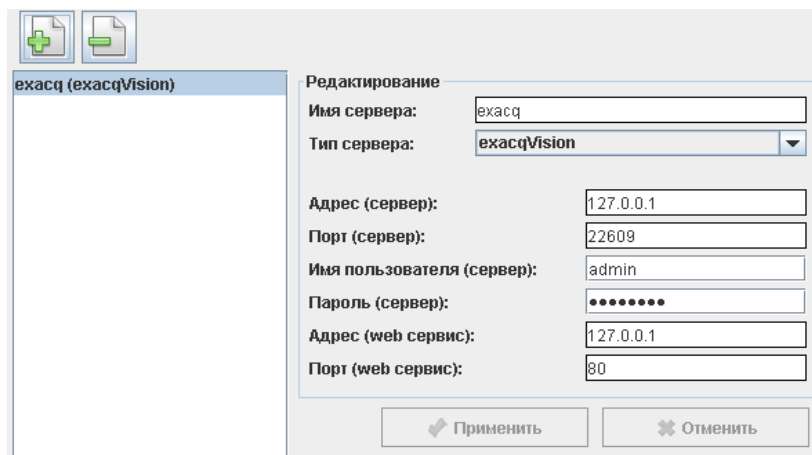 exacq (exacqVision)
Редактирование
Имя сервера: exacq
Тип сервера: exacqVision
Адрес (сервер): 127.0.0.1
Порт (сервер): 22609
Имя пользователя (сервер): admin
Пароль (сервер): ●●●●●●●●
Адрес (web сервис): 127.0.0.1
Порт (web сервис): 80
Применить Отменить